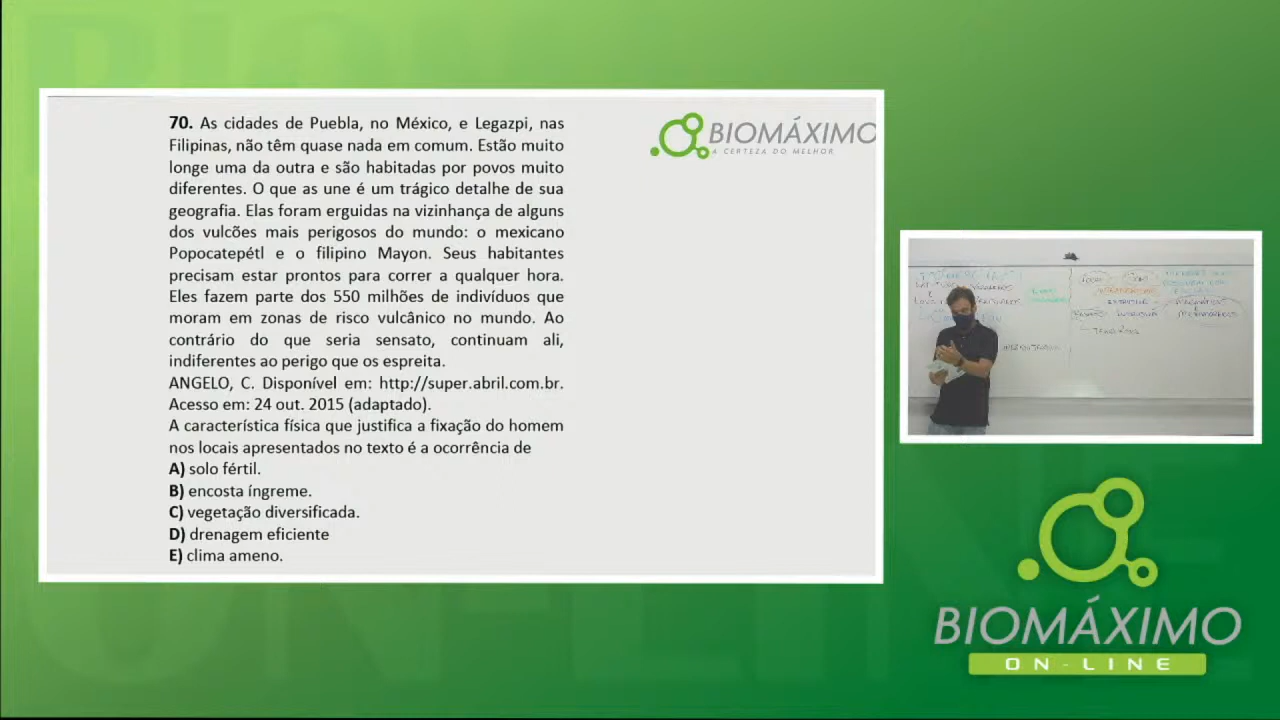 70. As cidades de Puebla, no México, e Legazpi, nas
Filipinas, não têm quase nada em comum. Estão muito
longe uma da outra e são habitadas por povos muito
diferentes. O que as une é um trágico detalhe de sua
geografia. Elas foram erguidas na vizinhança de alguns
dos vulcões mais perigosos do mundo: o mexicano
Popocatepétl e o filipino Mayon. Seus habitantes
precisam estar prontos para correr a qualquer hora.
Eles fazem parte dos 550 milhões de indivíduos que
moram em zonas de risco vulcânico no mundo. Ao
contrário do que seria sensato, continuam ali,
indiferentes ao perigo que os espreita.
ANGELO, C. Disponível em: http://super.abril.com.br.
Acesso em: 24 out. 2015 (adaptado).
A característica física que justifica a fixação do homem
nos locais apresentados no texto é a ocorrência de
A) solo fértil.
B) encosta íngreme.
C) vegetação diversificada.
D) drenagem eficiente
E) clima ameno.
BIOMÁXIMO
A CERTEZA DO MELHOR
BIOMÁXIMO
ON-LINE